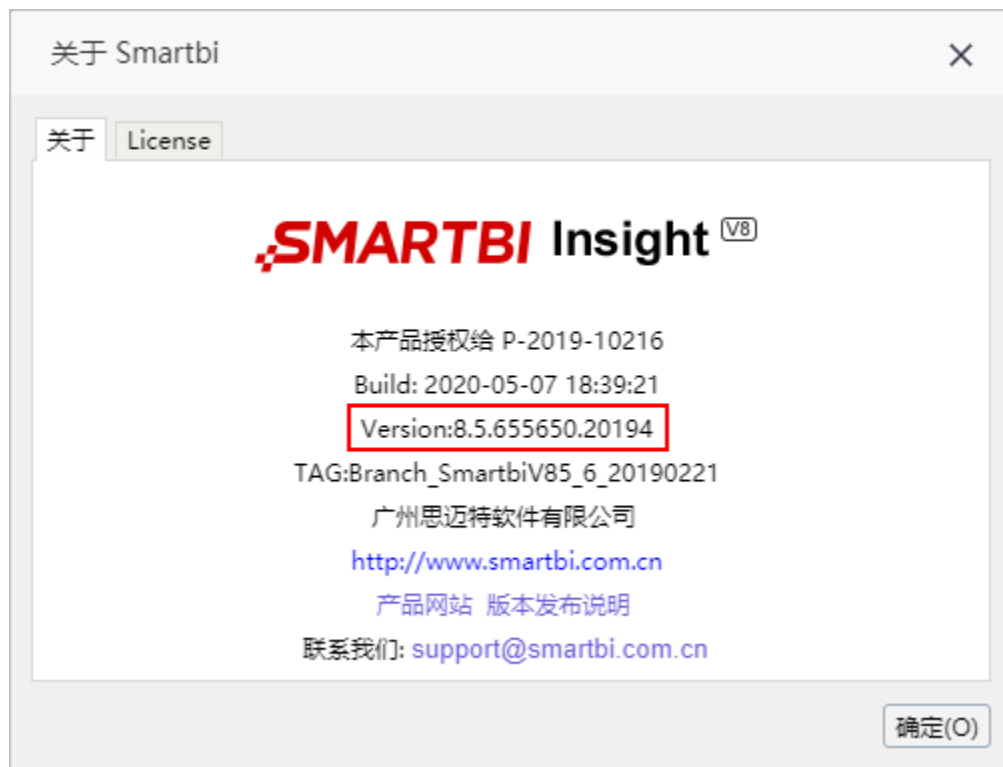 关于 Smartbi
关于 License
SMARTBI Insight V8
本产品授权给 P-2019-10216
Build: 2020-05-07 18:39:21
Version:8.5.655650.20194
TAG:Branch_SmartbiV85_6_20190221
广州思迈特软件有限公司
http://www.smartbi.com.cn
产品网站 版本发布说明
联系我们: support@smartbi.com.cn
确定(O)